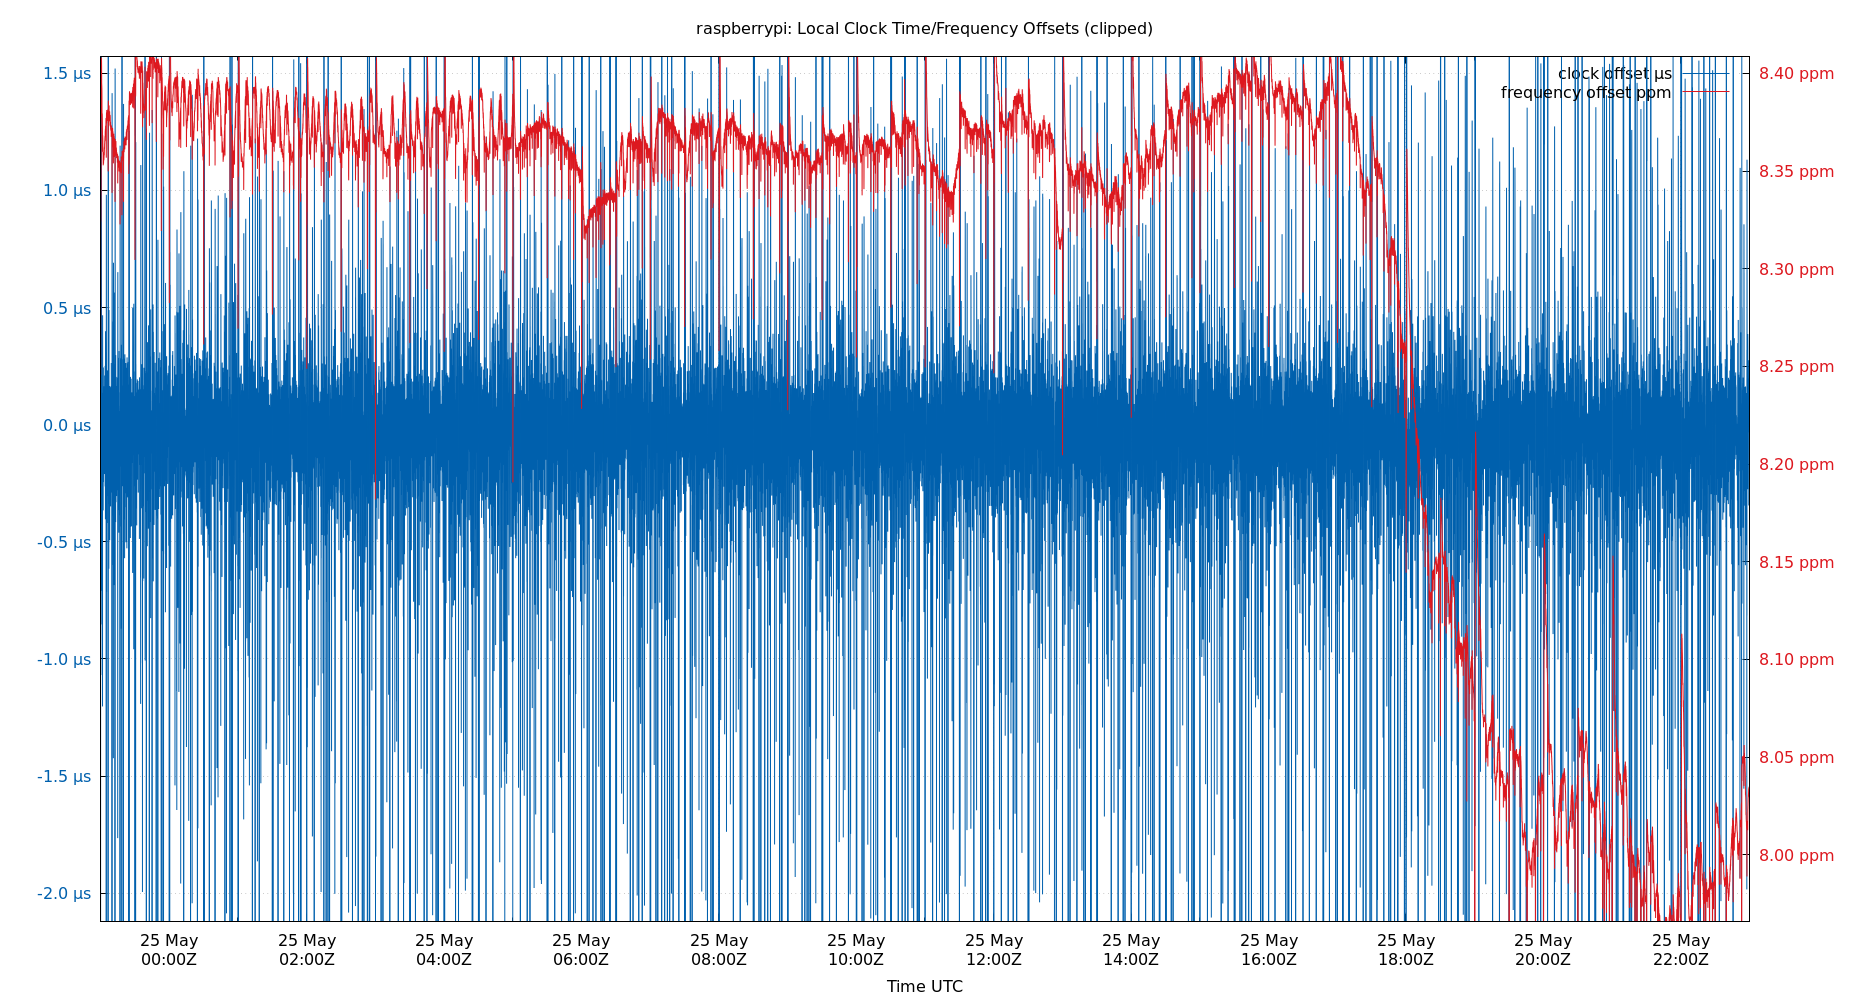 raspberrypi: Local Clock Time/Frequency Offsets (clipped)
clock offset µs
frequency offset ppm
1.5 µs
1.0 µs
0.5 µs
0.0 µs
-0.5 µs
-1.0 µs
-1.5 µs
-2.0 µs
8.40 ppm
8.35 ppm
8.30 ppm
8.25 ppm
8.20 ppm
8.15 ppm
8.10 ppm
8.05 ppm
8.00 ppm
25 May 25 May 25 May 25 May 25 May 25 May 25 May 25 May 25 May 25 May 25 May 25 May
00:00Z 02:00Z 04:00Z 06:00Z 08:00Z 10:00Z 12:00Z 14:00Z 16:00Z 18:00Z 20:00Z 22:00Z
Time UTC